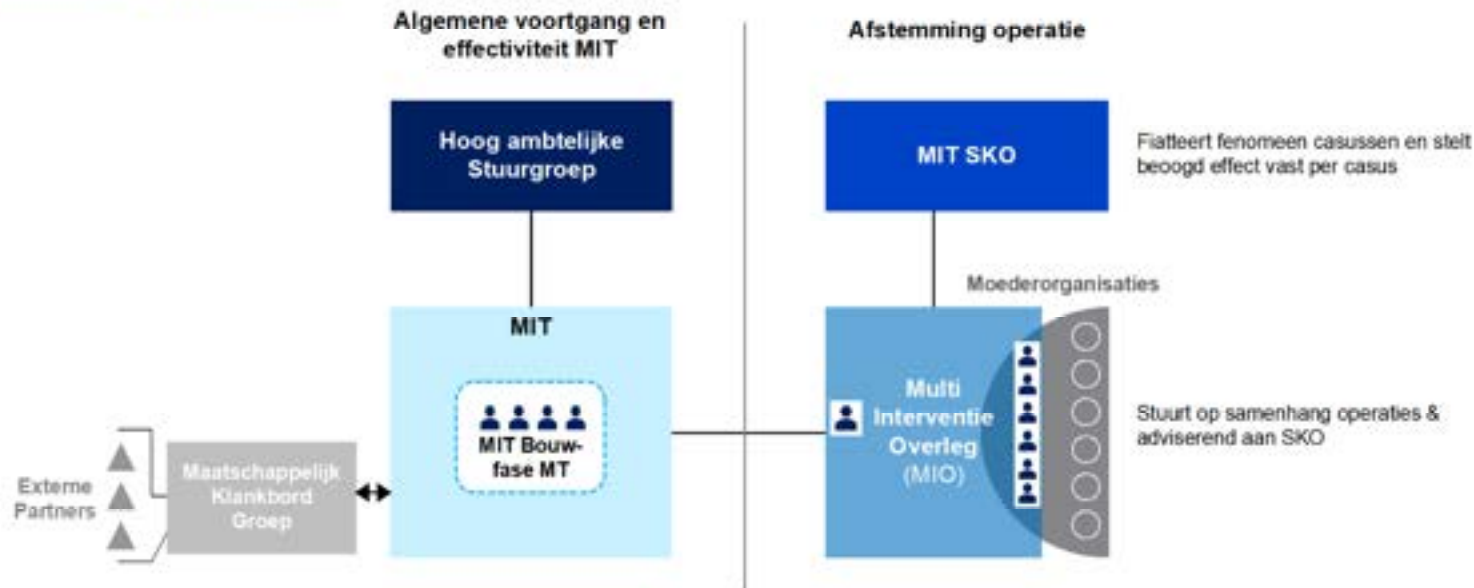 Algemene voortgang en
effectiviteit MIT
Afstemming operatie
Hoog ambtelijke
Stuurgroep
MIT SKO
Fiatteert fenomeen casussen en stelt
beoogd effect vast per casus
Moederorganisaties
MIT
MIT Bouw-
fase MT
Multi
Interventie
Overleg
(MIO)
Stuurt op samenhang operaties &
adviserend aan SKO
Externe
Partners
Maatschappelijk
Klankbord
Groep